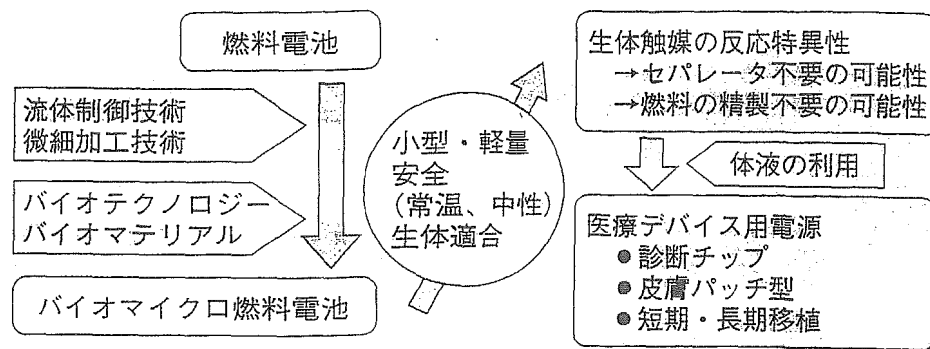 燃料電池
流体制御技術
微細加工技術
バイオテクノロジー
バイオマテリアル
バイオマイクロ燃料電池
小型・軽量
安全
(常温、中性)
生体適合
生体触媒の反応特異性
→セパレータ不要の可能性
→燃料の精製不要の可能性
体液の利用
医療デバイス用電源
●診断チップ
●皮膚パッチ型
●短期・長期移植